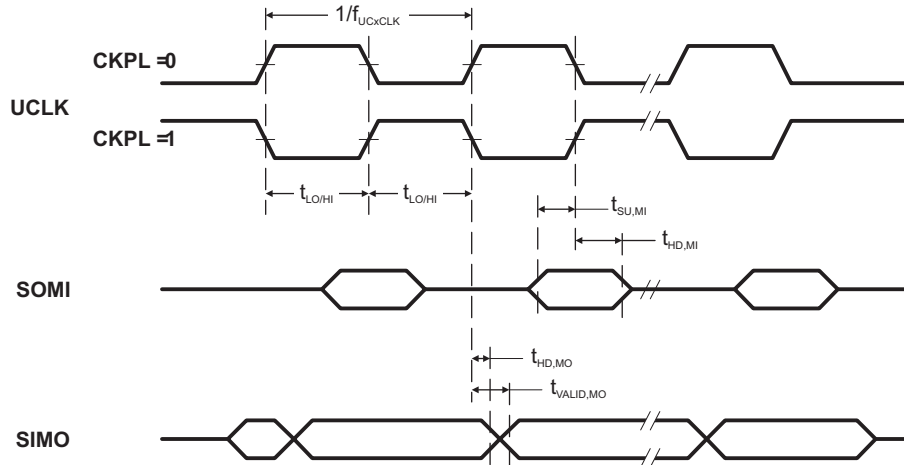 1/fUCxCLK
CKPL =0
UCLK
CKPL =1
tLO/HI tLO/HI
tSU,MI
tHD,MI
SOMI
tHD,MO
tVALID,MO
SIMO